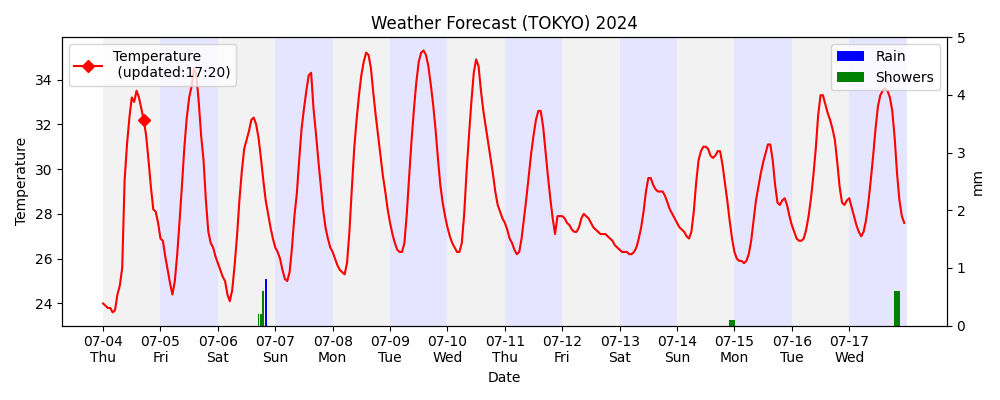 Weather Forecast (TOKYO) 2024
Temperature
(updated:17:20)
Rain
Showers
Temperature
34
32
30
28
26
24
5
4
3
2
1
0
mm
07-04 07-05 07-06 07-07 07-08 07-09 07-10 07-11 07-12 07-13 07-14 07-15 07-16 07-17
Thu Fri Sat Sun Mon Tue Wed Thu Fri Sat Sun Mon Tue Wed
Date